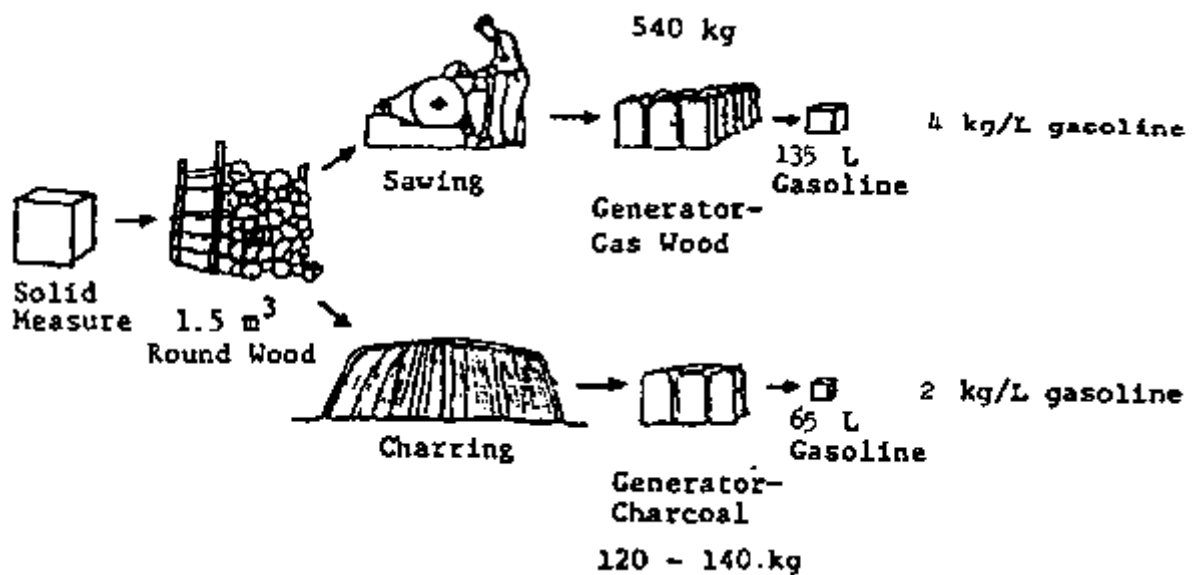 540 kg
4 kg/L gasoline
135 L
Gasoline
Sawing
Generator-
Gas Wood
Solid
Measure
1.5 m³
Round Wood
2 kg/L gasoline
65 L
Gasoline
Charring
Generator-
Charcoal
120 - 140.kg